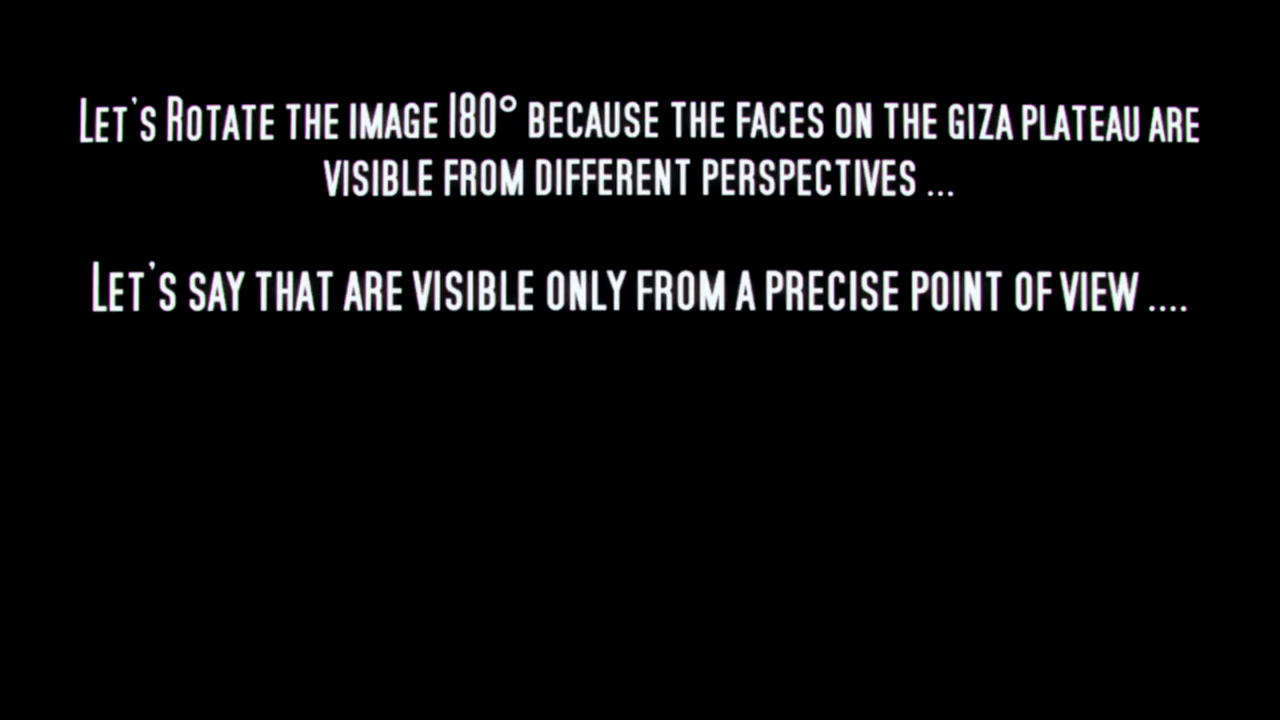 Let's Rotate the image 180° because the faces on the giza plateau are
visible from different perspectives ...
Let's say that are visible only from a precise point of view ....